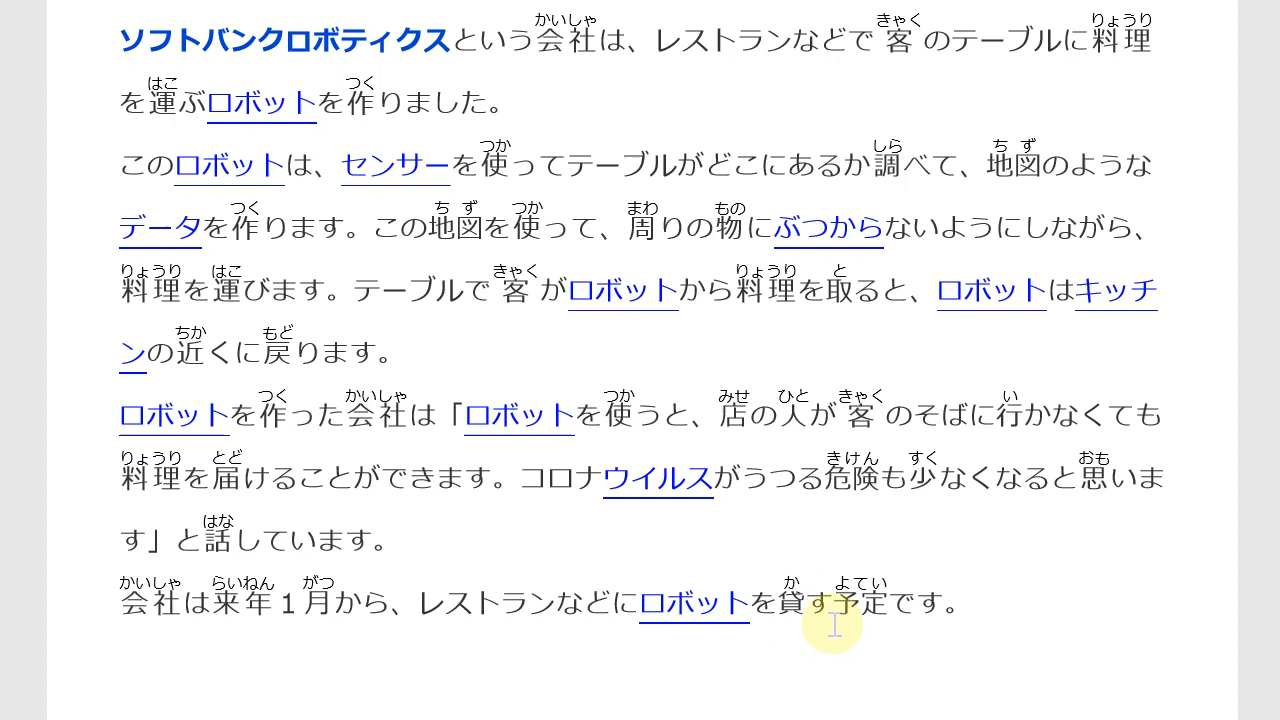 ソフトバンクロボティクスという会社は、レストランなどで客のテーブルに料理
を運ぶロボットを作りました。
このロボットは、センサーを使ってテーブルがどこにあるか調べて、地図のような
データを作ります。この地図を使って、周りの物にぶつからないようにしながら、
料理を運びます。テーブルで客がロボットから料理を取ると、ロボットはキッチ
ンの近くに戻ります。
ロボットを作った会社は「ロボットを使うと、店の人が客のそばに行かなくても
料理を届けることができます。コロナウイルスがうつる危険も少なくなると思いま
す」と話しています。
会社は来年１月から、レストランなどにロボットを貸す予定です。